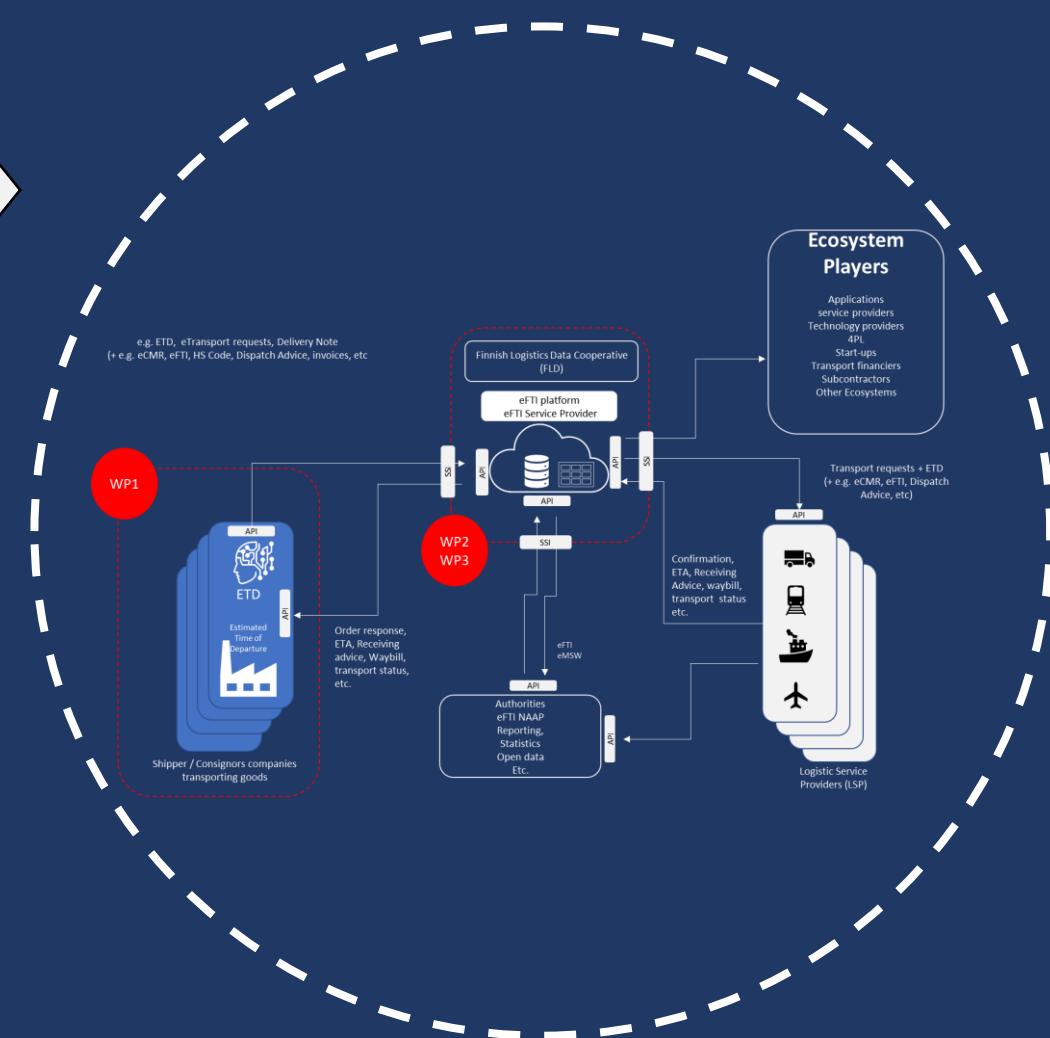 Ecosystem
Players
Applications
service providers
Technology providers
4PL
Start-ups
Transport financiers
Subcontractors
Other Ecosystems
e.g. ETD, eTransport requests, Delivery Note
(+ e.g. eCMR, eFTI, HS Code, Dispatch Advice, invoices, etc
Finnish Logistics Data Cooperative
(FLD)
eFTI platform
eFTI Service Provider
SSI
API
API
SSI
API
SSI
WP1
WP2
WP3
Transport requests + ETD
(+ e.g. eCMR, eFTI, Dispatch
Advice, etc)
API
API
ETD
API
Estimated
Time of
Departure
Order response,
ETA, Receiving
advice, Waybill,
transport status,
etc.
Confirmation,
ETA, Receiving
Advice, waybill,
transport status
etc.
eFTI
eMSW
API
Authorities
eFTI NAAP
Reporting,
Statistics
Open data
Etc.
API
Shipper / Consignors companies
transporting goods
Logistic Service
Providers (LSP)